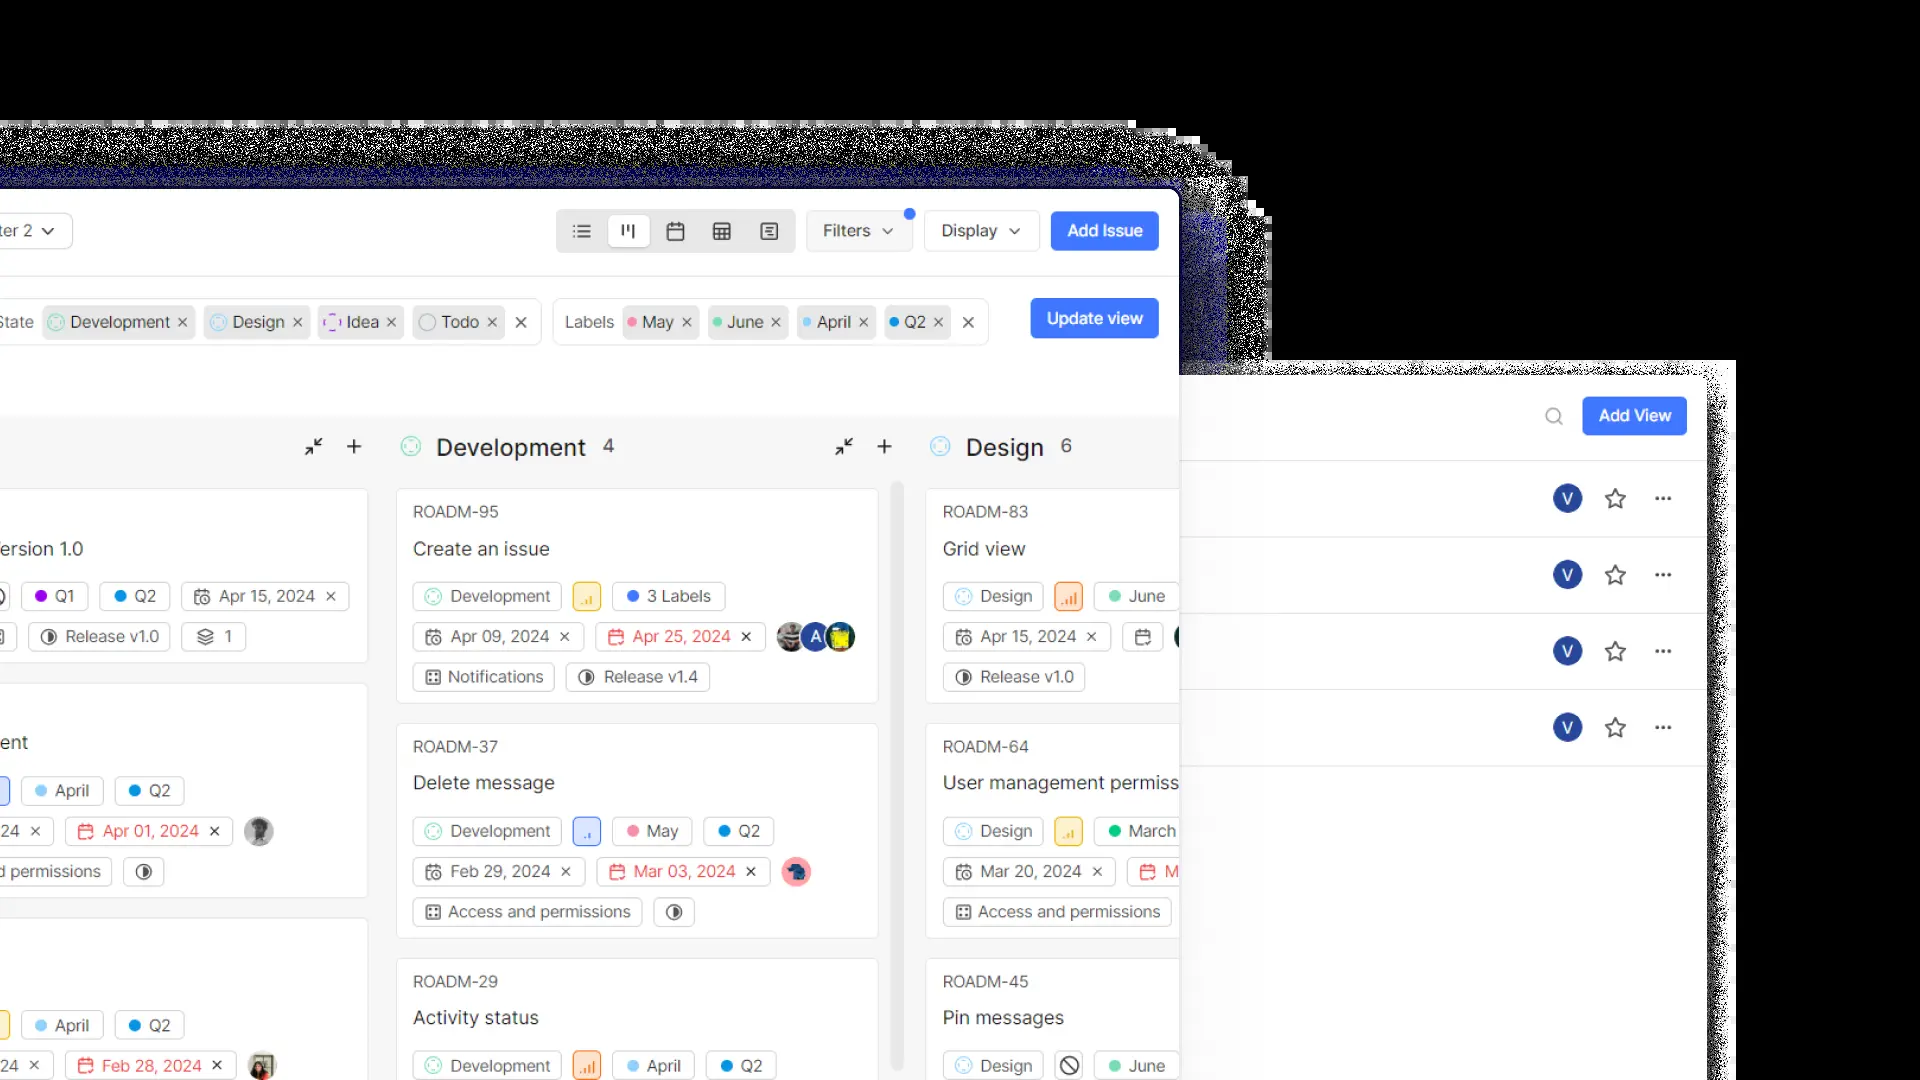 ter 2
Filters
Display
Add Issue
State
Development
Design
Idea
Todo
Labels
May
June
April
Q2
Update view
Add View
Development 4
Design 6
V
V
V
V
ersion 1.0
Q1
Q2
Apr 15, 2024
Release v1.0
1
ent
April
Q2
24
Apr 01, 2024
d permissions
April
Q2
24
Feb 28, 2024
ROADM-95
Create an issue
Development
3 Labels
Apr 09, 2024
Apr 25, 2024
A
Notifications
Release v1.4
ROADM-37
Delete message
Development
May
Q2
Feb 29, 2024
Mar 03, 2024
Access and permissions
ROADM-29
Activity status
Development
April
Q2
ROADM-83
Grid view
Design
June
Apr 15, 2024
Release v1.0
ROADM-64
User management permiss
Design
March
Mar 20, 2024
M
Access and permissions
ROADM-45
Pin messages
Design
June